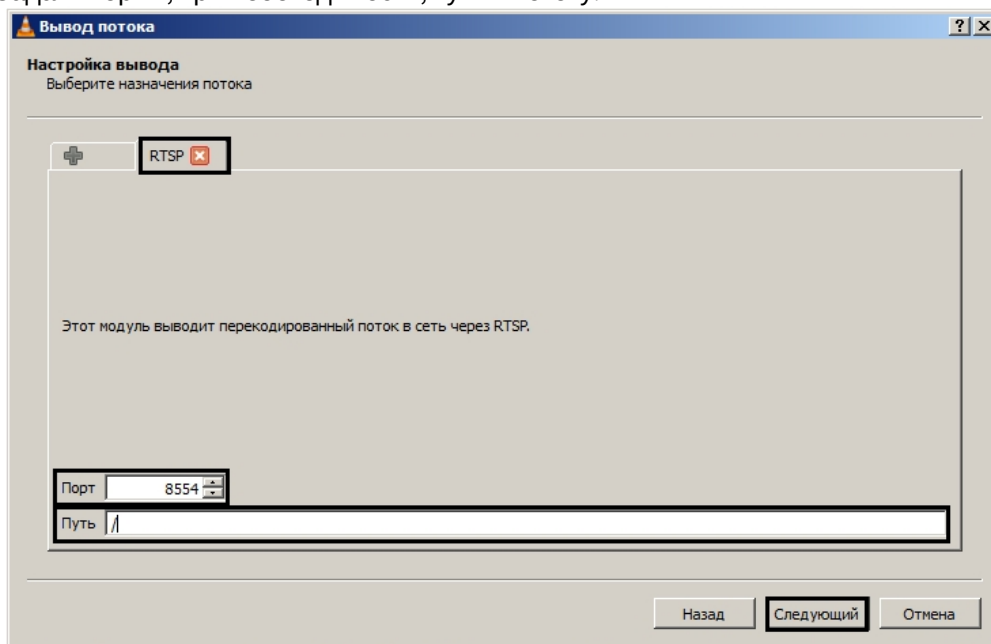 Вывод потока
Настройка вывода
Выберите назначения потока
RTSP
Этот модуль выводит перекодированный поток в сеть через RTSP.
Порт 8554
Путь /
Назад Следующий Отмена